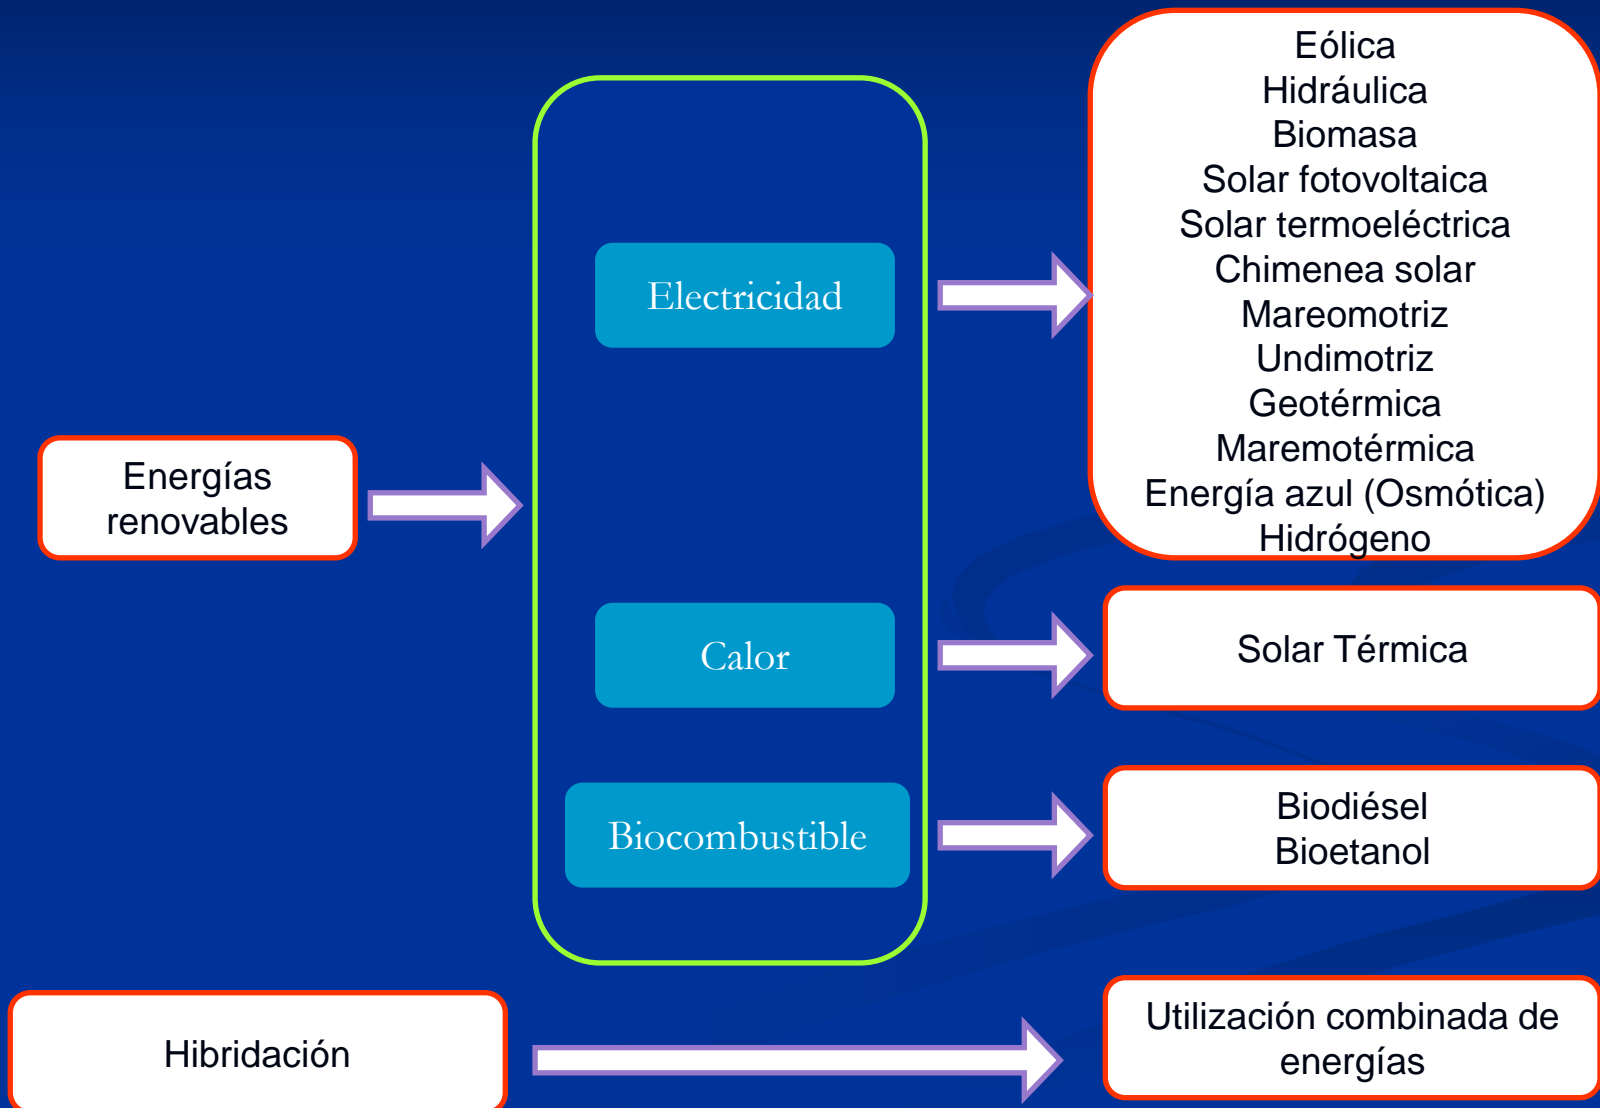 Energías
renovables
Electricidad
Eólica
Hidráulica
Biomasa
Solar fotovoltaica
Solar termoeléctrica
Chimenea solar
Mareomotriz
Undimotriz
Geotérmica
Maremotérmica
Energía azul (Osmótica)
Hidrógeno
Calor
Solar Térmica
Biocombustible
Biodiésel
Bioetanol
Hibridación
Utilización combinada de
energías